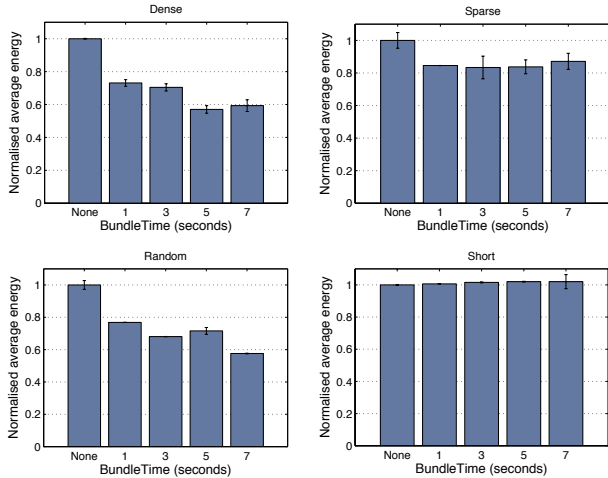 Dense
Normalised average energy
1
0.8
0.6
0.4
0.2
0
None 1 3 5 7
BundleTime (seconds)
Sparse
Normalised average energy
1
0.8
0.6
0.4
0.2
0
None 1 3 5 7
BundleTime (seconds)
Random
Normalised average energy
1
0.8
0.6
0.4
0.2
0
None 1 3 5 7
BundleTime (seconds)
Short
Normalised average energy
1
0.8
0.6
0.4
0.2
0
None 1 3 5 7
BundleTime (seconds)